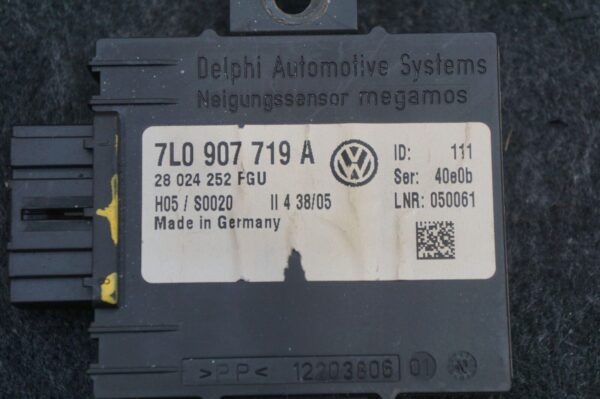 Delphi Automotive Systems
Neigungssensor megamos
7L0 907 719 A
ID: 111
28 024 252 FGU
Ser: 40e0b
H05 / S0020 II 4 38/05
LNR: 050061
Made in Germany
>PP< 12203606 01